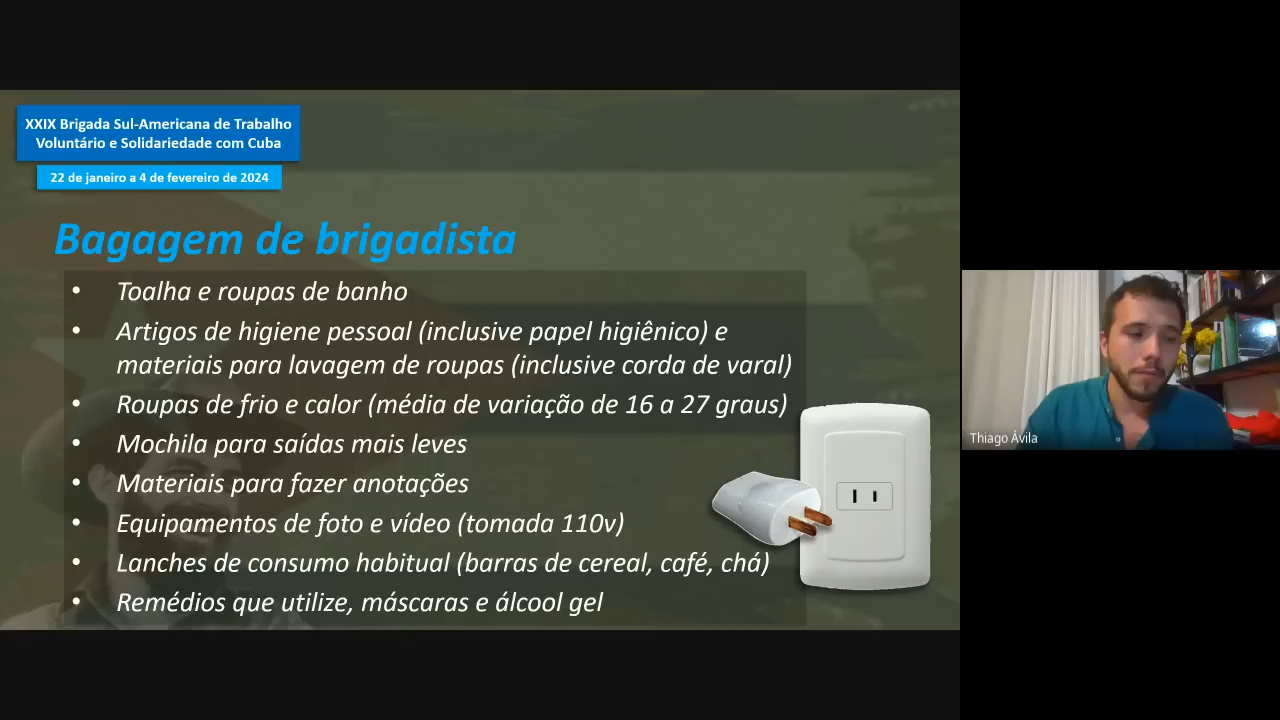 XXIX Brigada Sul-Americana de Trabalho
Voluntário e Solidariedade com Cuba
22 de janeiro a 4 de fevereiro de 2024
Bagagem de brigadista
• Toalha e roupas de banho
• Artigos de higiene pessoal (inclusive papel higiênico) e
materiais para lavagem de roupas (inclusive corda de varal)
• Roupas de frio e calor (média de variação de 16 a 27 graus)
• Mochila para saídas mais leves
• Materiais para fazer anotações
• Equipamentos de foto e vídeo (tomada 110v)
• Lanches de consumo habitual (barras de cereal, café, chá)
• Remédios que utilize, máscaras e álcool gel
Thiago Ávila